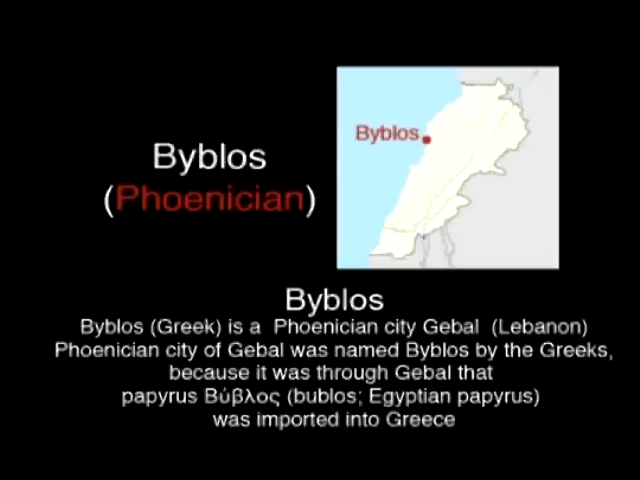 Byblos
(Phoenician)
Byblos
Byblos
Byblos (Greek) is a Phoenician city Gebal (Lebanon)
Phoenician city of Gebal was named Byblos by the Greeks,
because it was through Gebal that
papyrus Βύβλος (bublos; Egyptian papyrus)
was imported into Greece